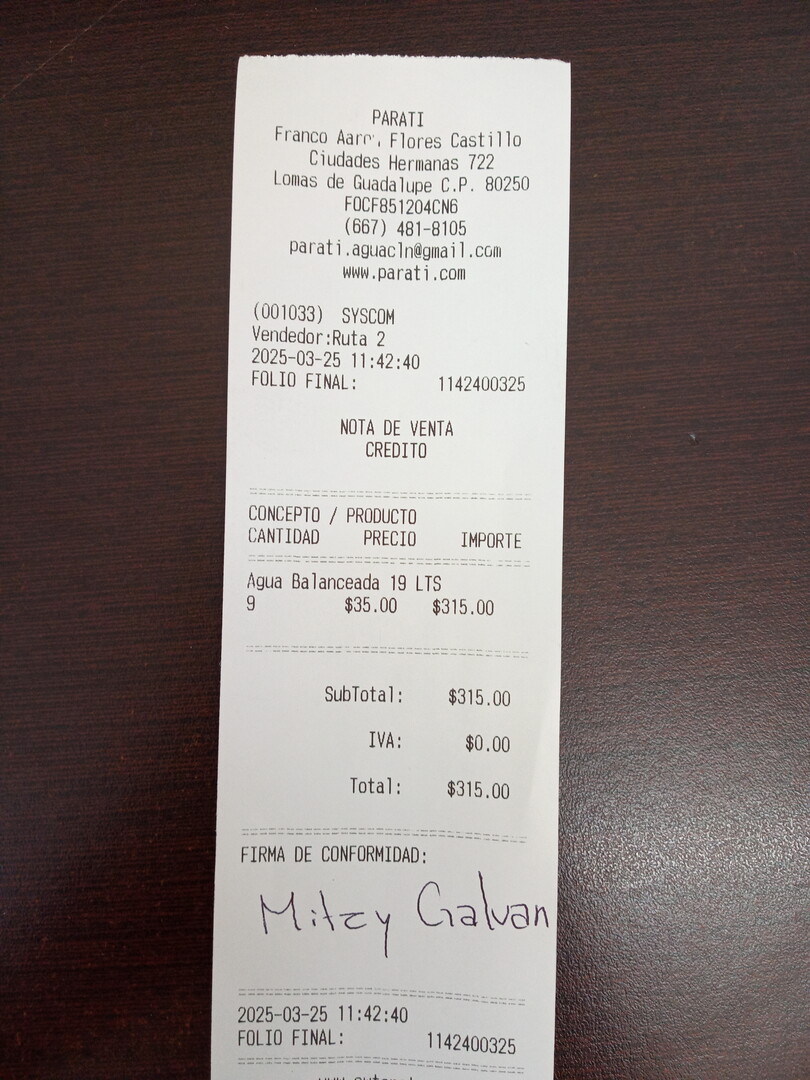 PARATI
Franco Flores Castillo
Ciudades Hermanas 722
Lomas de Guadalupe C.P. 80250
FOCF851204CN6
(667) 481-8105
parati.aguacln@gmail.com
www.parati.com
(001033) SYSCOM
Vendedor:Ruta 2
2025-03-25 11:42:40
FOLIO FINAL: 1142400325
NOTA DE VENTA
CREDITO
CONCEPTO / PRODUCTO
CANTIDAD PRECIO IMPORTE
Agua Balanceada 19 LTS
9 $35.00 $315.00
SubTotal: $315.00
IVA: $0.00
Total: $315.00
FIRMA DE CONFORMIDAD:
Mitzy Galvan
2025-03-25 11:42:40
FOLIO FINAL: 1142400325